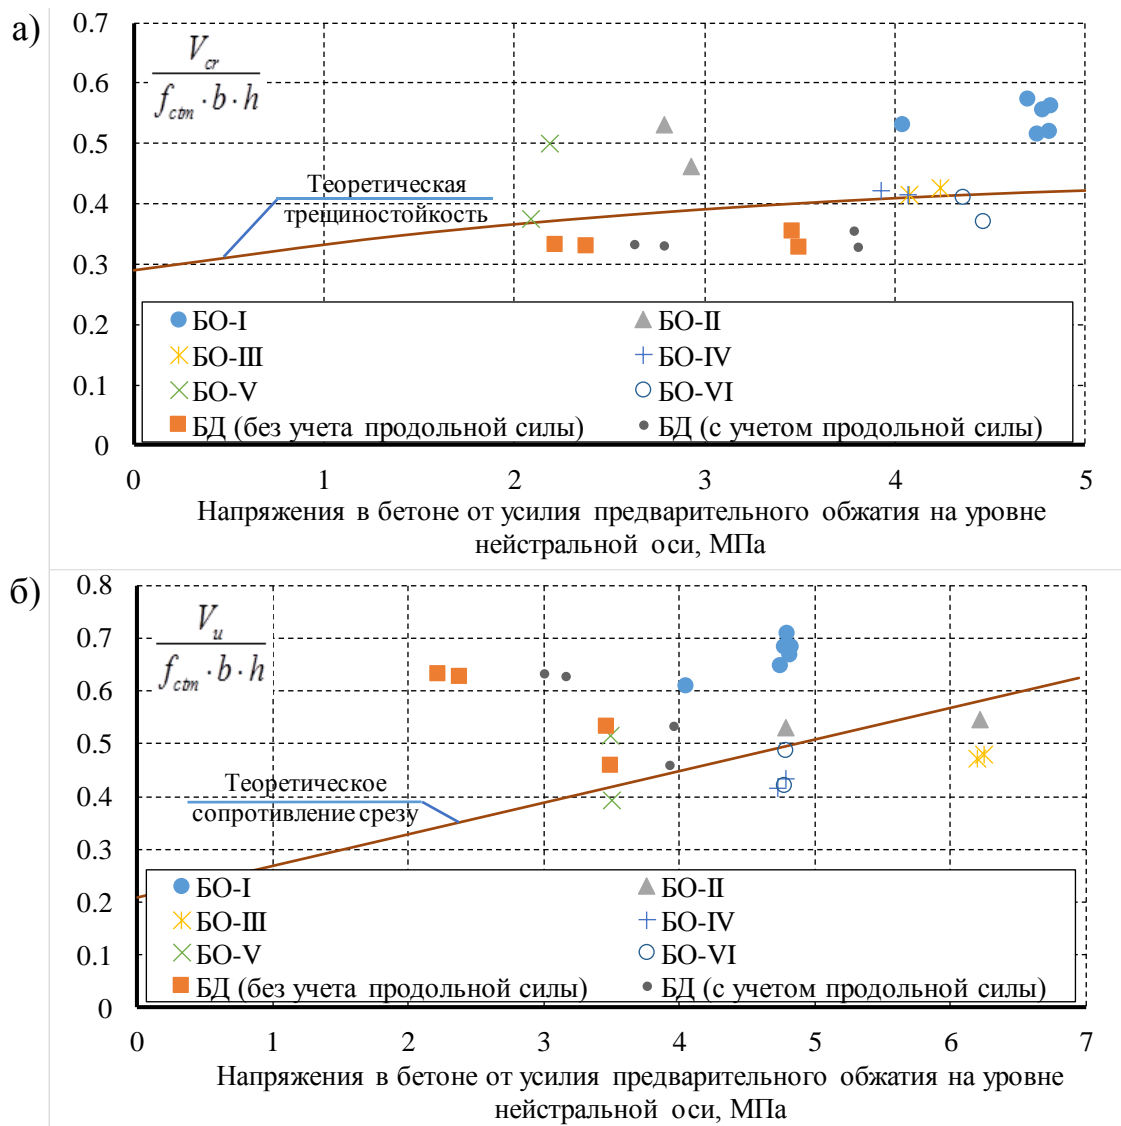 а)
0.7
0.6
0.5
0.4
0.3
0.2
0.1
0
V_cr
f_ctm · b · h
Теоретическая
трещиностойкость
БО-I
БО-II
БО-III
БО-IV
БО-V
БО-VI
БД (без учета продольной силы)
БД (с учетом продольной силы)
0 1 2 3 4 5
Напряжения в бетоне от усилия предварительного обжатия на уровне
нейстральной оси, МПа
б)
0.8
0.7
0.6
0.5
0.4
0.3
0.2
0.1
0
V_u
f_ctm · b · h
Теоретическое
сопротивление срезу
БО-I
БО-II
БО-III
БО-IV
БО-V
БО-VI
БД (без учета продольной силы)
БД (с учетом продольной силы)
0 1 2 3 4 5 6 7
Напряжения в бетоне от усилия предварительного обжатия на уровне
нейстральной оси, МПа